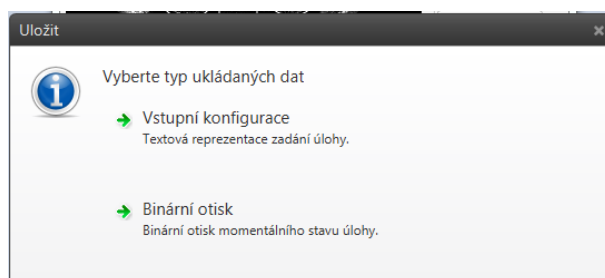 Uložit
Vyberte typ ukládaných dat
Vstupní konfigurace
Textová reprezentace zadání úlohy.
Binární otisk
Binární otisk momentálního stavu úlohy.